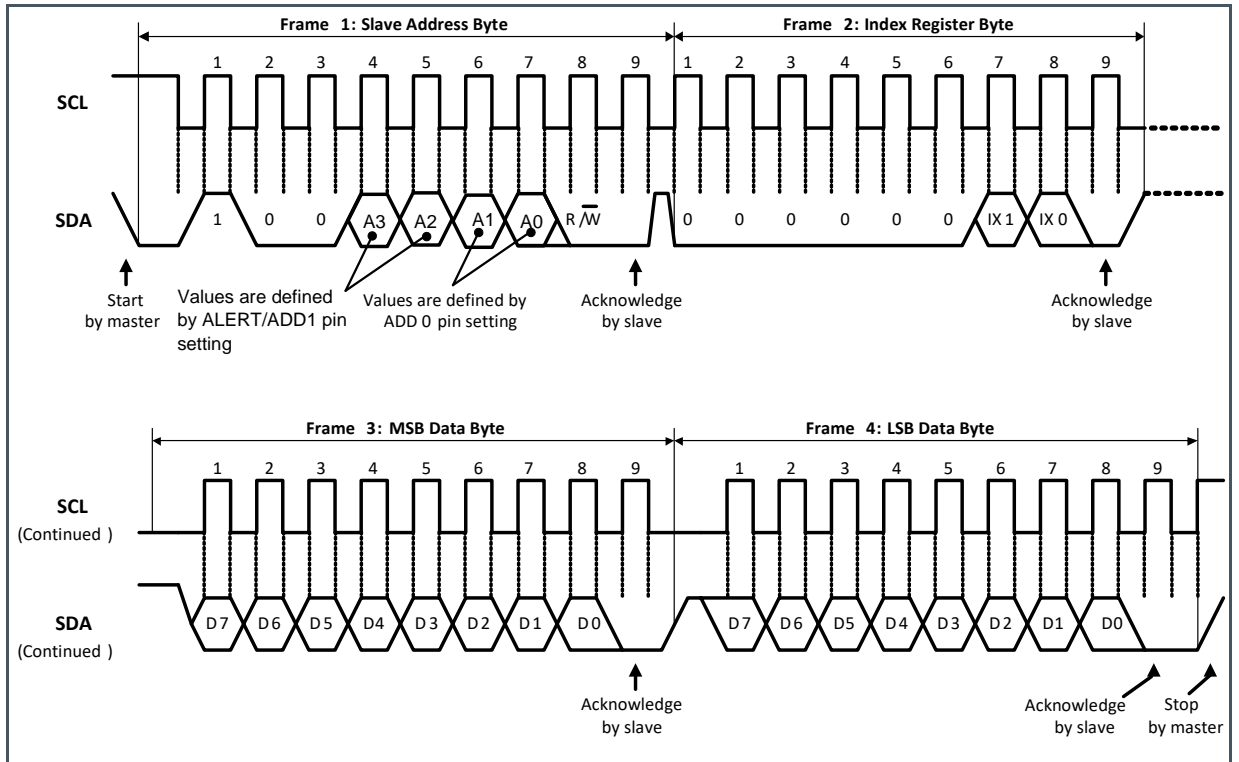 Frame 1: Slave Address Byte Frame 2: Index Register Byte
1 2 3 4 5 6 7 8 9 1 2 3 4 5 6 7 8 9
SCL
SDA 1 0 0 A3 A2 A1 A0 R /W 0 0 0 0 0 0 IX 1 IX 0
Start
by master
Values are defined
by ALERT/ADD1 pin
setting
Values are defined by
ADD 0 pin setting
Acknowledge
by slave
Acknowledge
by slave
Frame 3: MSB Data Byte Frame 4: LSB Data Byte
1 2 3 4 5 6 7 8 9 1 2 3 4 5 6 7 8 9
SCL
(Continued )
SDA D7 D6 D5 D4 D3 D2 D1 D0 D7 D6 D5 D4 D3 D2 D1 D0
(Continued )
Acknowledge
by slave
Acknowledge
by slave
Stop
by master